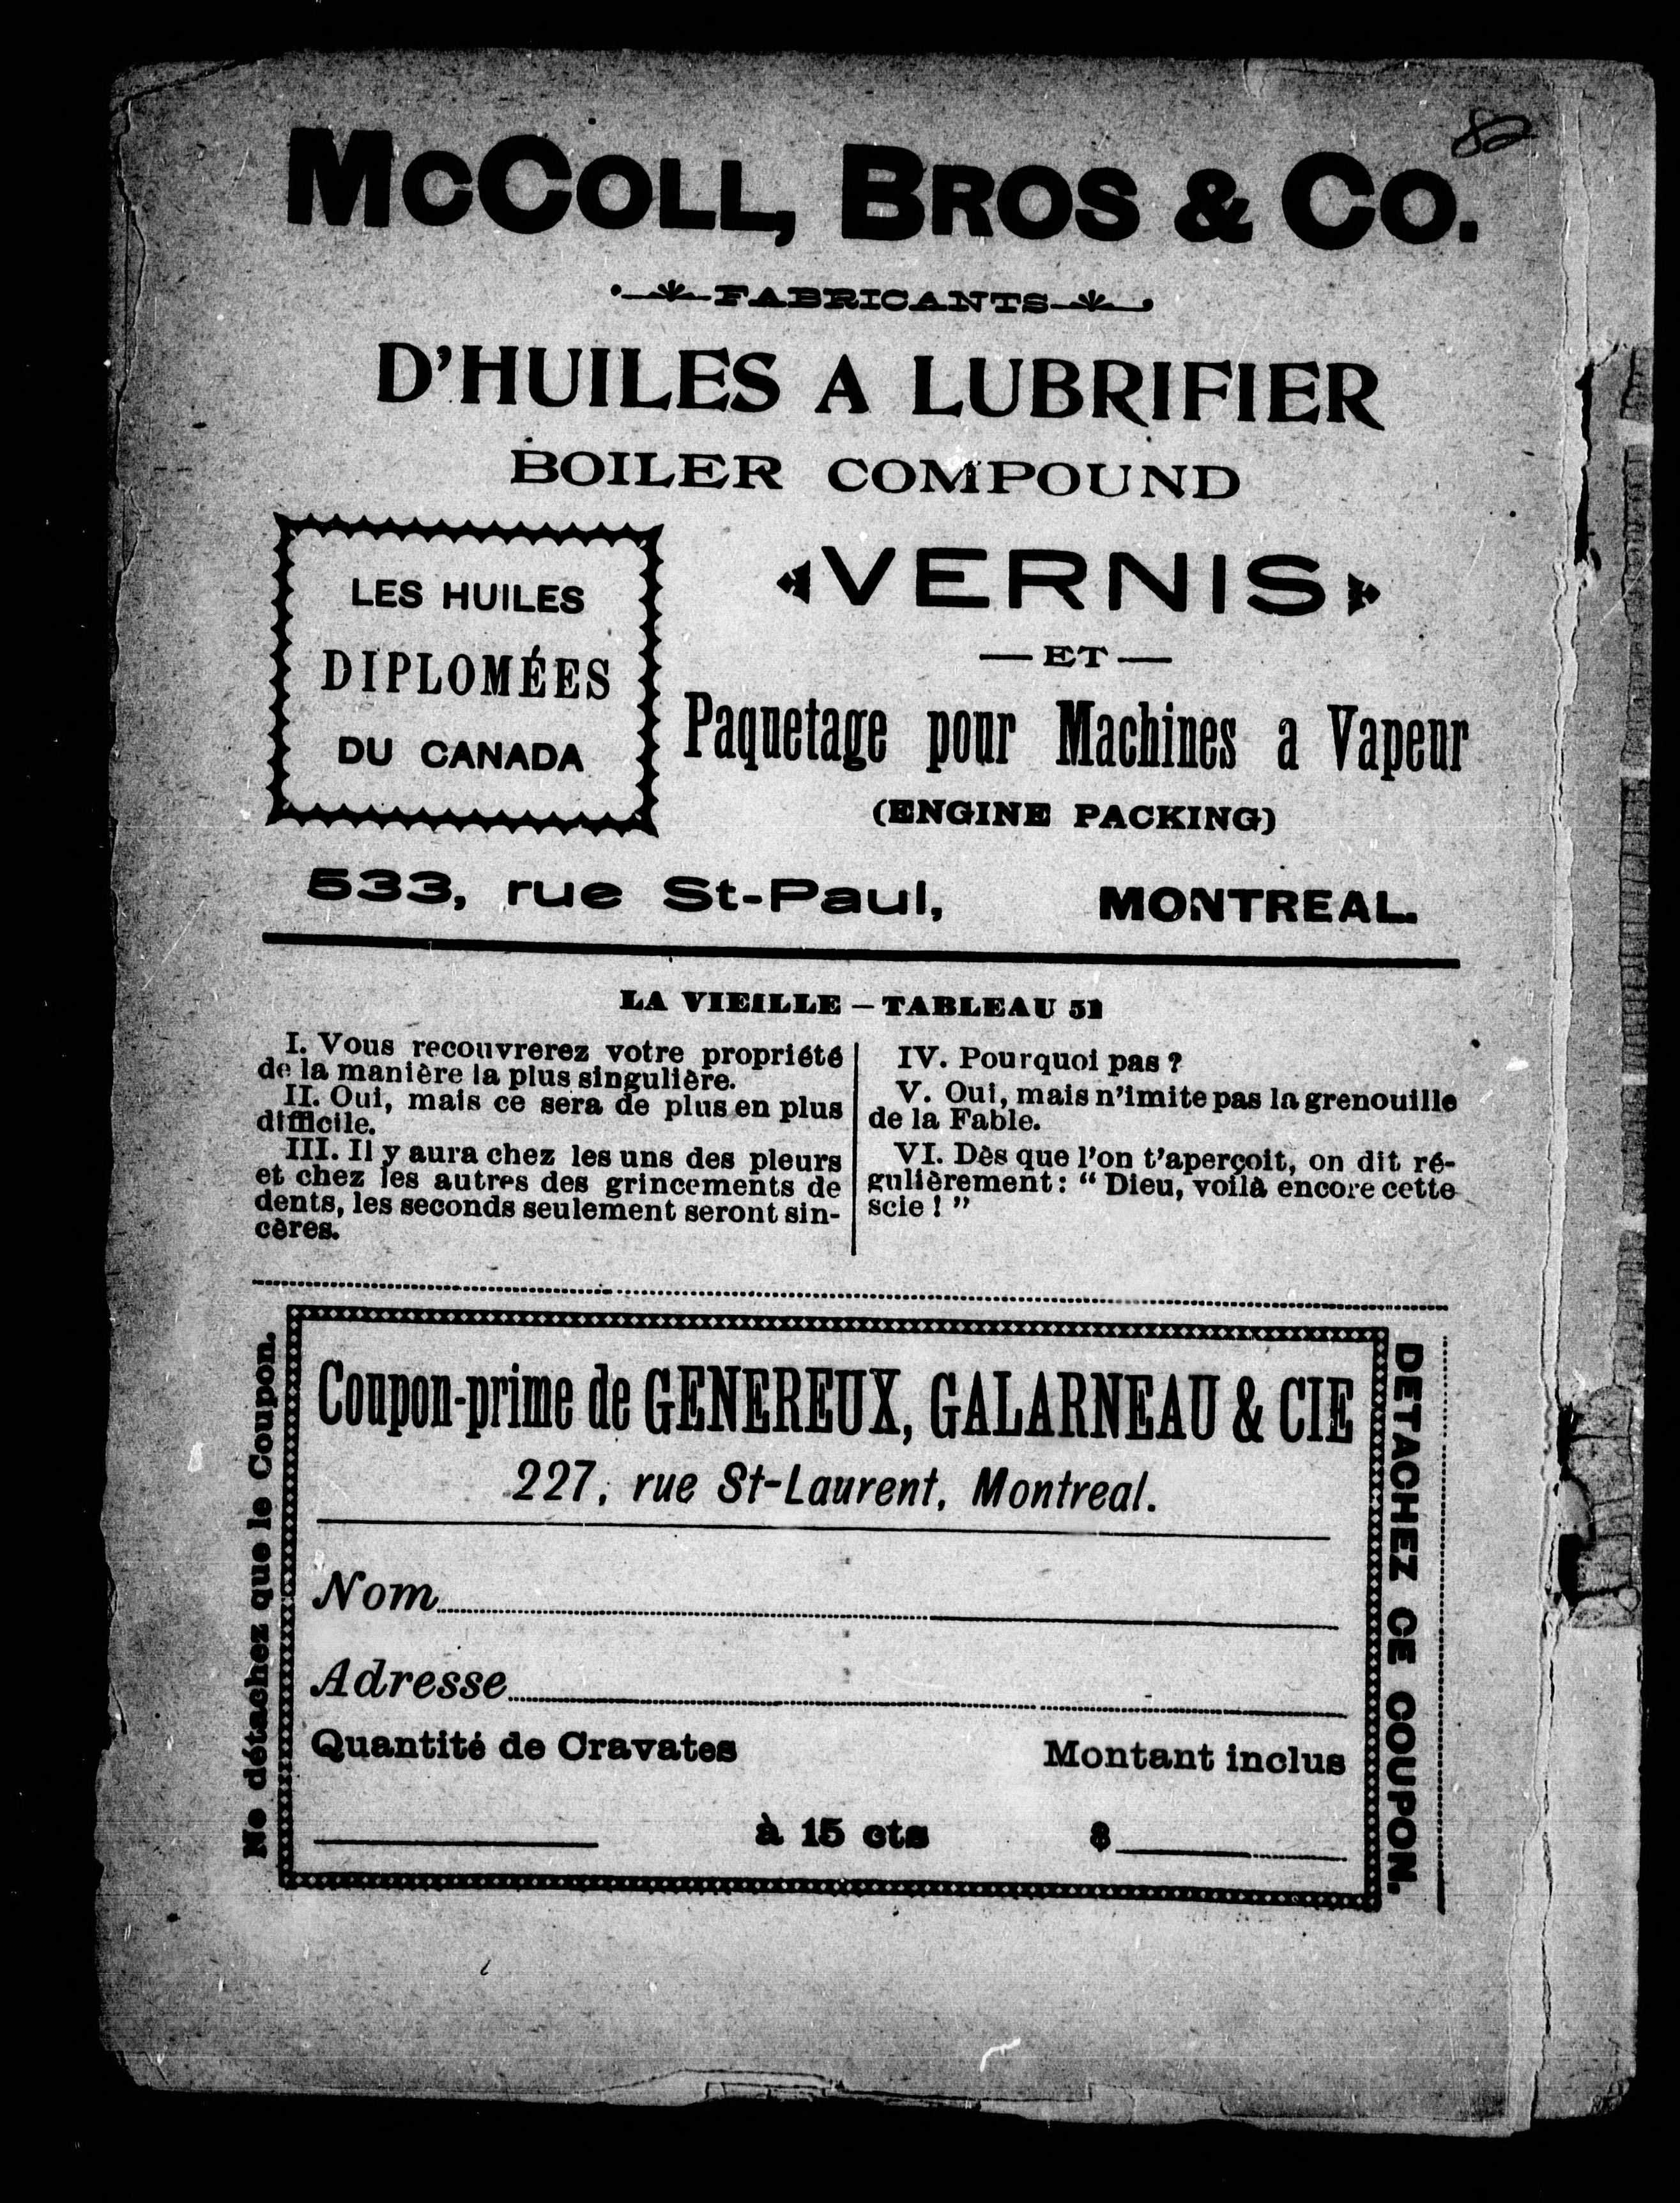 82
McCOLL, BROS & CO.
FABRICANTS
D'HUILES A LUBRIFIER
BOILER COMPOUND
LES HUILES
DIPLOMÉES
DU CANADA
VERNIS
— ET —
Paquetage pour Machines a Vapeur
(ENGINE PACKING)
533, rue St-Paul, MONTREAL.
LA VIEILLE — TABLEAU 51
I. Vous recouvrerez votre propriété
de la manière la plus singulière.
II. Oui, mais ce sera de plus en plus
difficile.
III. Il y aura chez les uns des pleurs
et chez les autres des grincements de
dents, les seconds seulement seront sin-
cères.
IV. Pourquoi pas ?
V. Oui, mais n'imite pas la grenouille
de la Fable.
VI. Dès que l'on t'aperçoit, on dit ré-
gulièrement : “ Dieu, voilà encore cette
scie ! ”
Ne détachez que le Coupon.
Coupon-prime de GENEREUX, GALARNEAU & CIE
227, rue St-Laurent, Montreal.
Nom
Adresse
Quantité de Cravates Montant inclus
à 15 cts $
DETACHEZ CE COUPON.